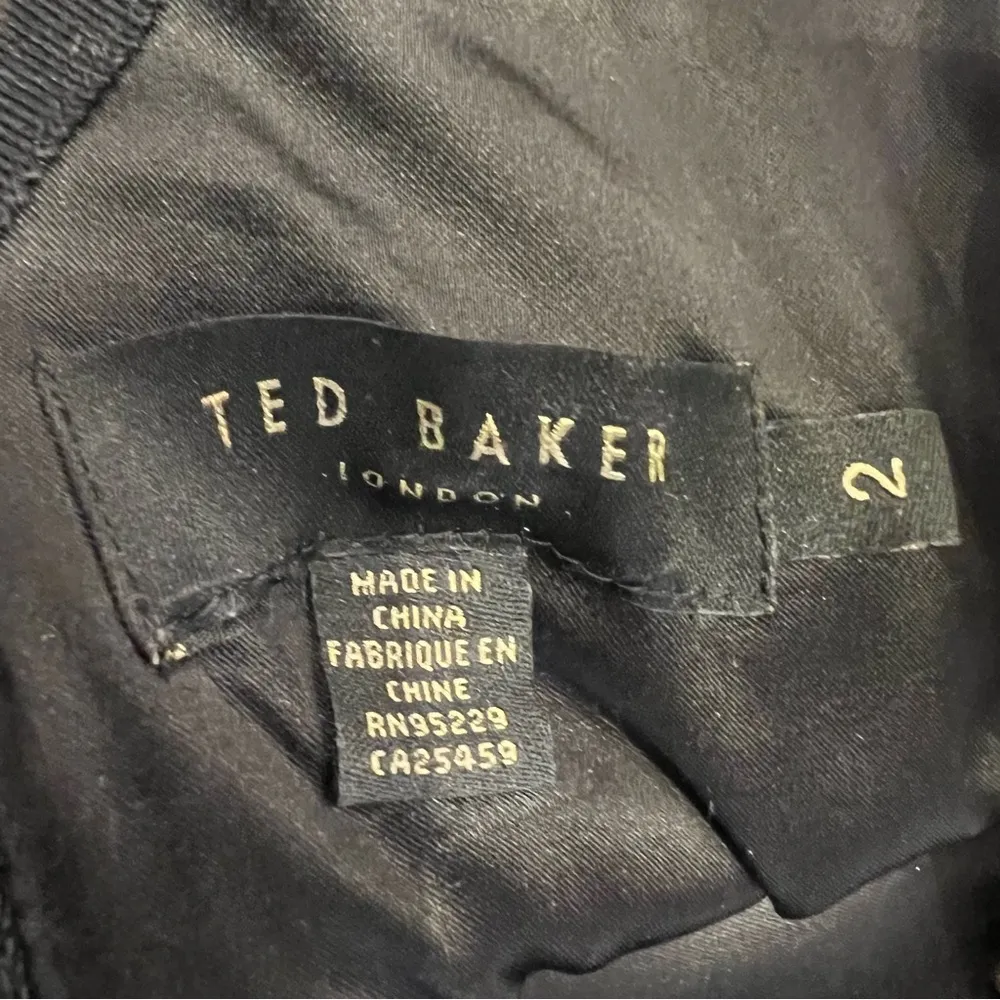 TED BAKER
LONDON
2
MADE IN
CHINA
FABRIQUE EN
CHINE
RN95229
CA25459